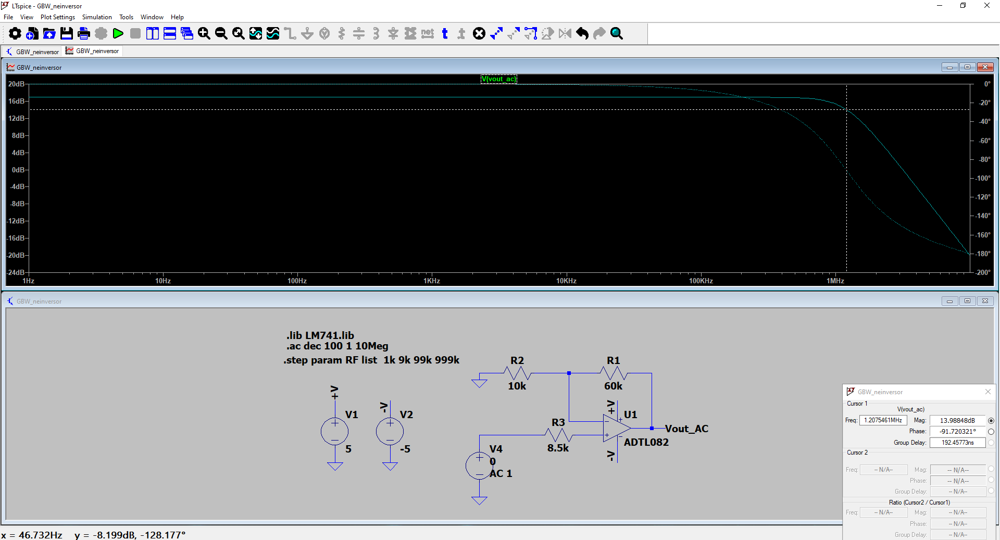 LTspice - GBW_neinversor
File View Plot Settings Simulation Tools Window Help
net
GBW_neinversor GBW_neinversor
GBW_neinversor
V(vout_ac)
20dB 0°
16dB -20°
12dB -40°
8dB -60°
4dB -80°
0dB -100°
-4dB -120°
-8dB -140°
-12dB -160°
-16dB -180°
-20dB -200°
-24dB
1Hz 10Hz 100Hz 1KHz 10KHz 100KHz 1MHz
GBW_neinversor
.lib LM741.lib
.ac dec 100 1 10Meg
.step param RF list 1k 9k 99k 999k
R2 R1
10k 60k
+V -V
V1 V2
5 -5
+V U1
R3
8.5k
Vout_AC
ADTL082
-V
V4
0
AC 1
GBW_neinversor
Cursor 1
V(vout_ac)
Freq: 1.2075461MHz Mag: 13.98848dB
Phase: -91.720321°
Group Delay: 192.45773ns
Cursor 2
Freq: -- N/A-- Mag: -- N/A--
Phase: -- N/A--
Group Delay: -- N/A--
Ratio (Cursor2 / Cursor1)
Freq: -- N/A-- Mag: -- N/A--
Phase: -- N/A--
Group Delay: -- N/A--
x = 46.732Hz y = -8.199dB, -128.177°